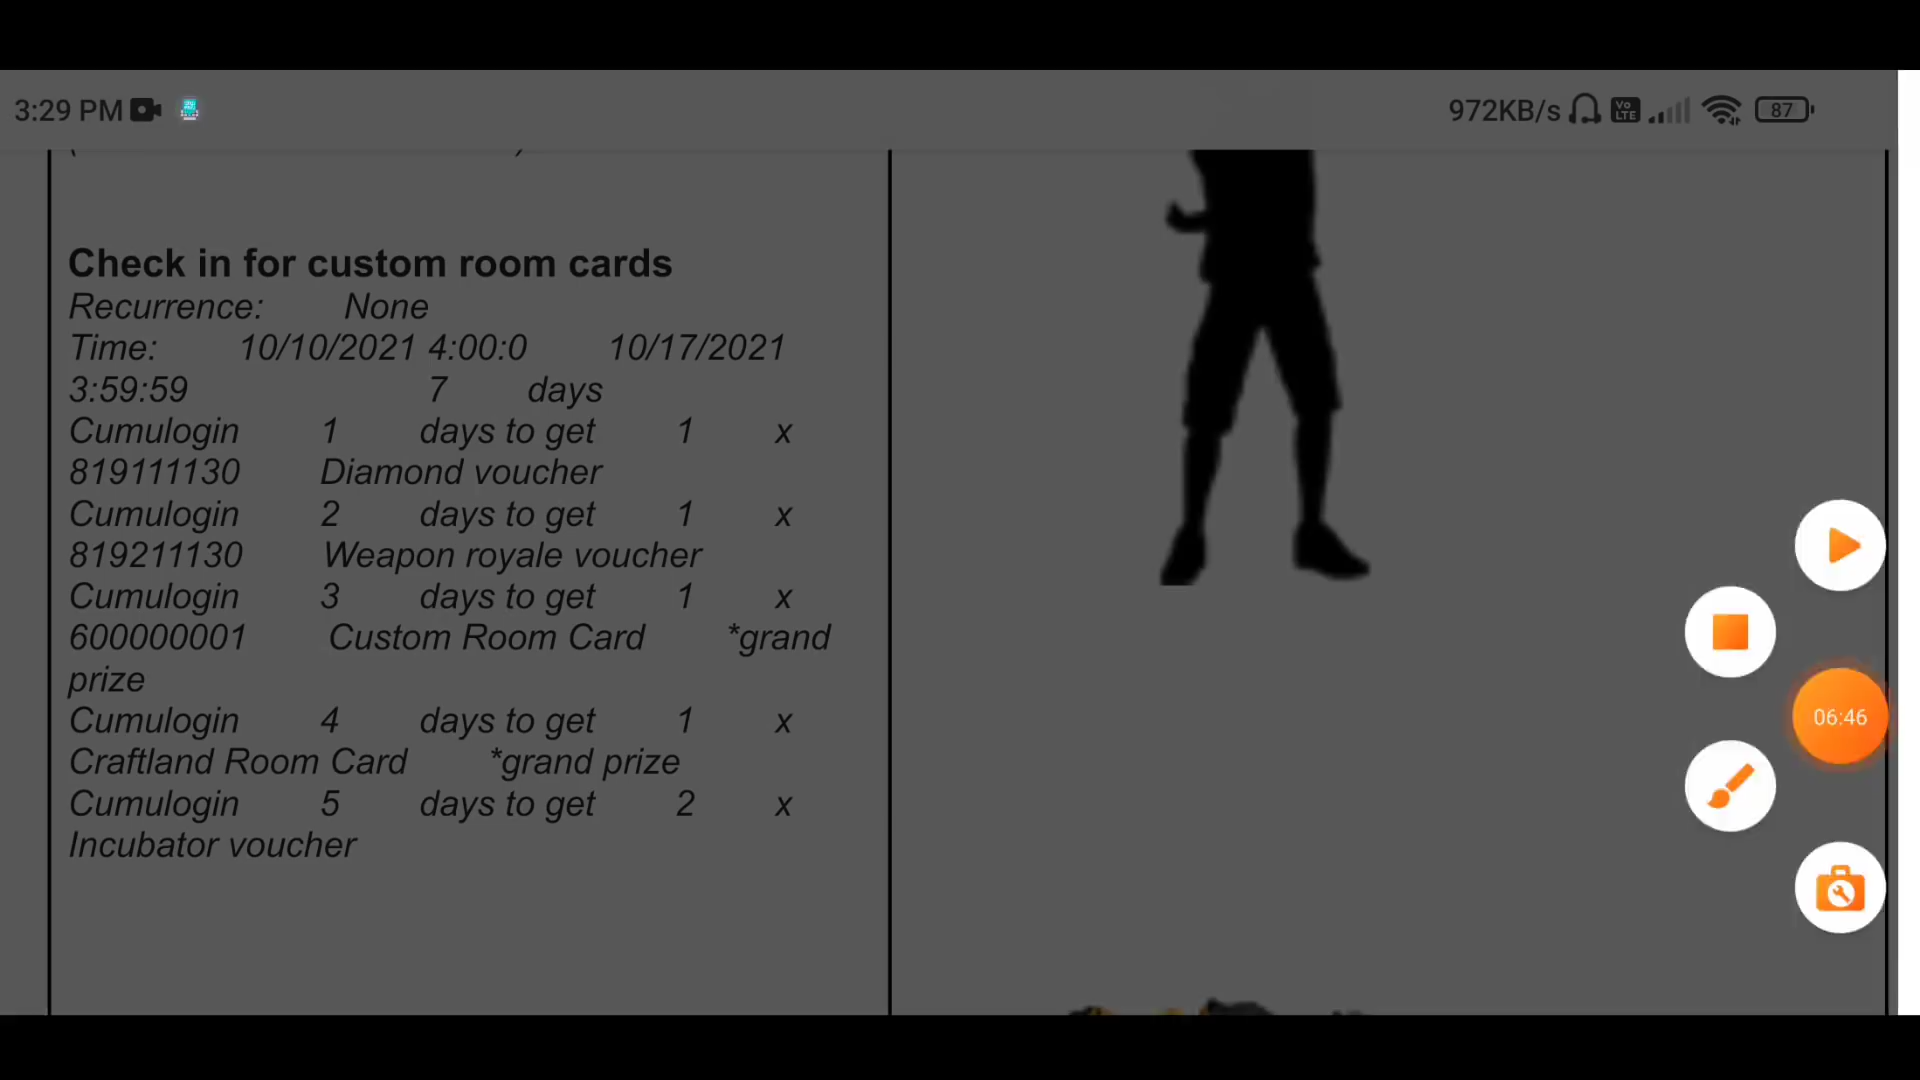 3:29 PM
972KB/s Vo LTE 87
Check in for custom room cards
Recurrence: None
Time: 10/10/2021 4:00:0 10/17/2021
3:59:59 7 days
Cumulogin 1 days to get 1 x
819111130 Diamond voucher
Cumulogin 2 days to get 1 x
819211130 Weapon royale voucher
Cumulogin 3 days to get 1 x
600000001 Custom Room Card *grand
prize
Cumulogin 4 days to get 1 x
Craftland Room Card *grand prize
Cumulogin 5 days to get 2 x
Incubator voucher
06:46